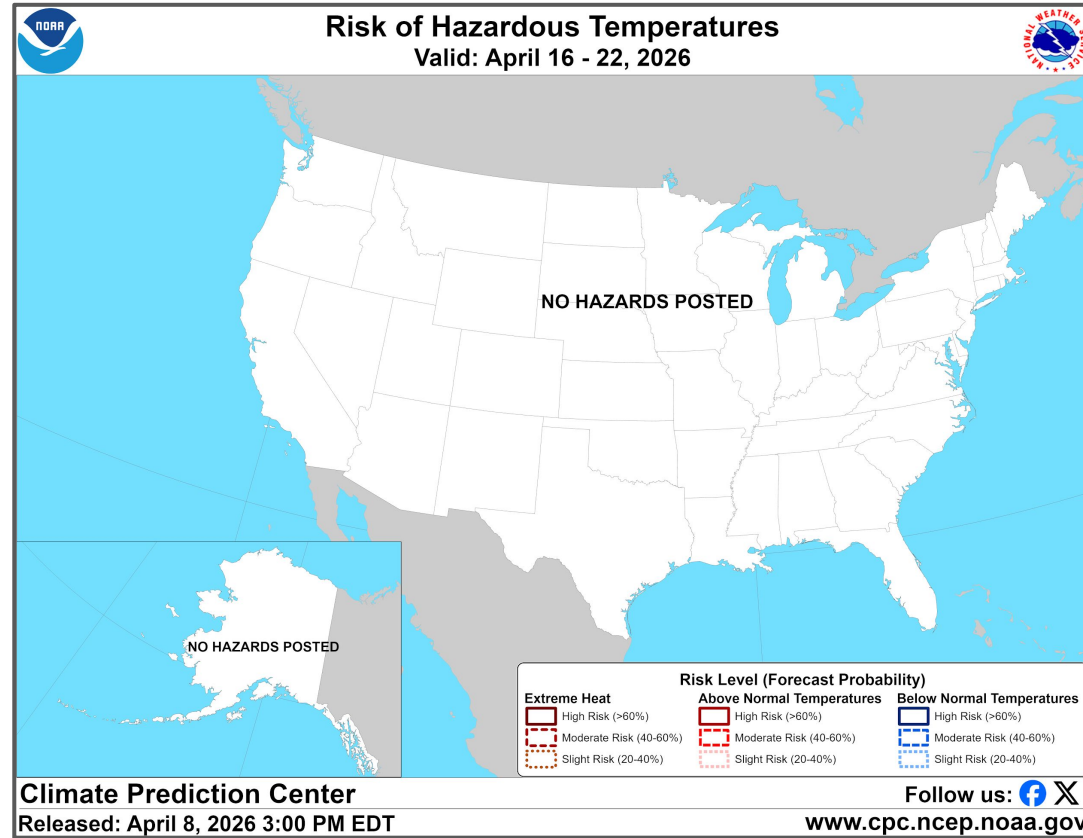 NOAA
Risk of Hazardous Temperatures
Valid: April 16 - 22, 2026
NATIONAL WEATHER SERVICE
NO HAZARDS POSTED
NO HAZARDS POSTED
Risk Level (Forecast Probability)
Extreme Heat
High Risk (>60%)
Moderate Risk (40-60%)
Slight Risk (20-40%)
Above Normal Temperatures
High Risk (>60%)
Moderate Risk (40-60%)
Slight Risk (20-40%)
Below Normal Temperatures
High Risk (>60%)
Moderate Risk (40-60%)
Slight Risk (20-40%)
Climate Prediction Center
Follow us:
Released: April 8, 2026 3:00 PM EDT
www.cpc.ncep.noaa.gov